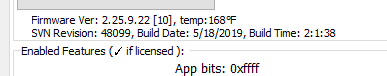 Firmware Ver: 2.25.9.22 [10], temp:168°F
SVN Revision: 48099, Build Date: 5/18/2019, Build Time: 2:1:38
Enabled Features (✓ if licensed ):
App bits: 0xffff